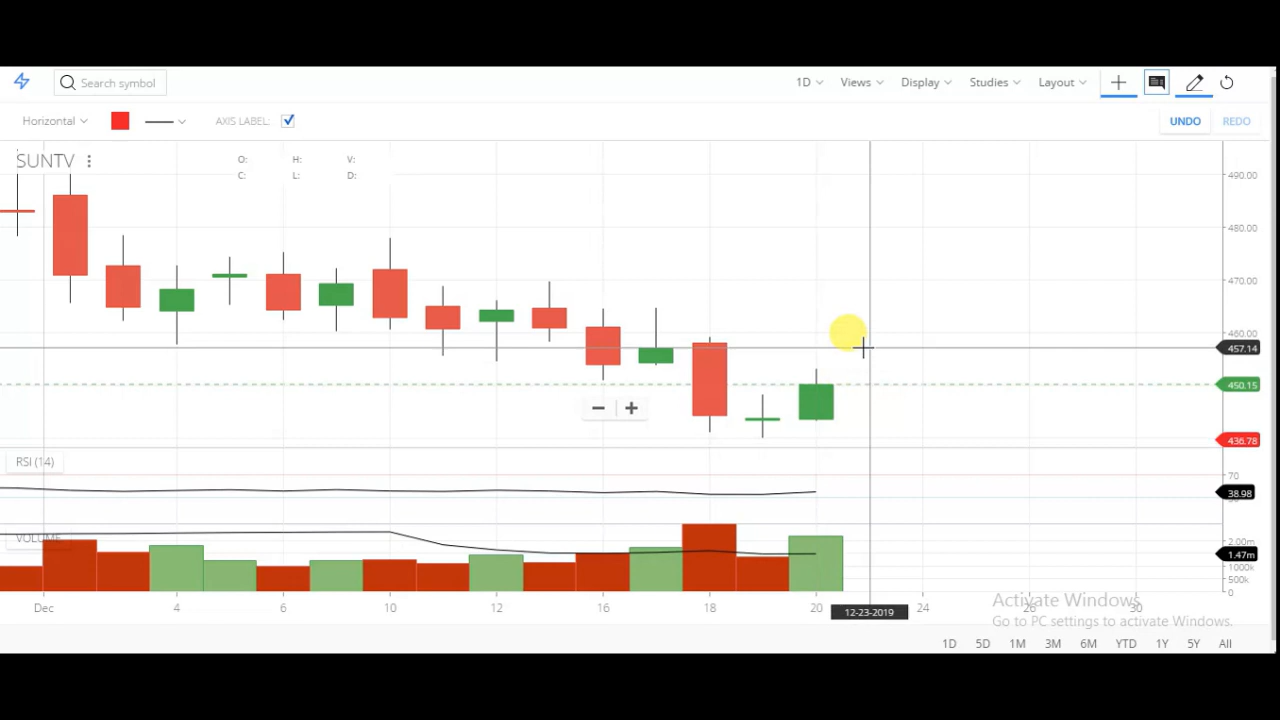 Search symbol
1D Views Display Studies Layout
Horizontal AXIS LABEL: UNDO REDO
SUNTV O: H: V:
C: L: D:
490.00
480.00
470.00
460.00
457.14
450.15
436.78
RSI (14)
70
38.98
VOLUME
2.00m
1.47m
1000k
500k
0
Dec 4 6 10 12 16 18 20 24 26 30
12-23-2019
Activate Windows
Go to PC settings to activate Windows.
1D 5D 1M 3M 6M YTD 1Y 5Y All